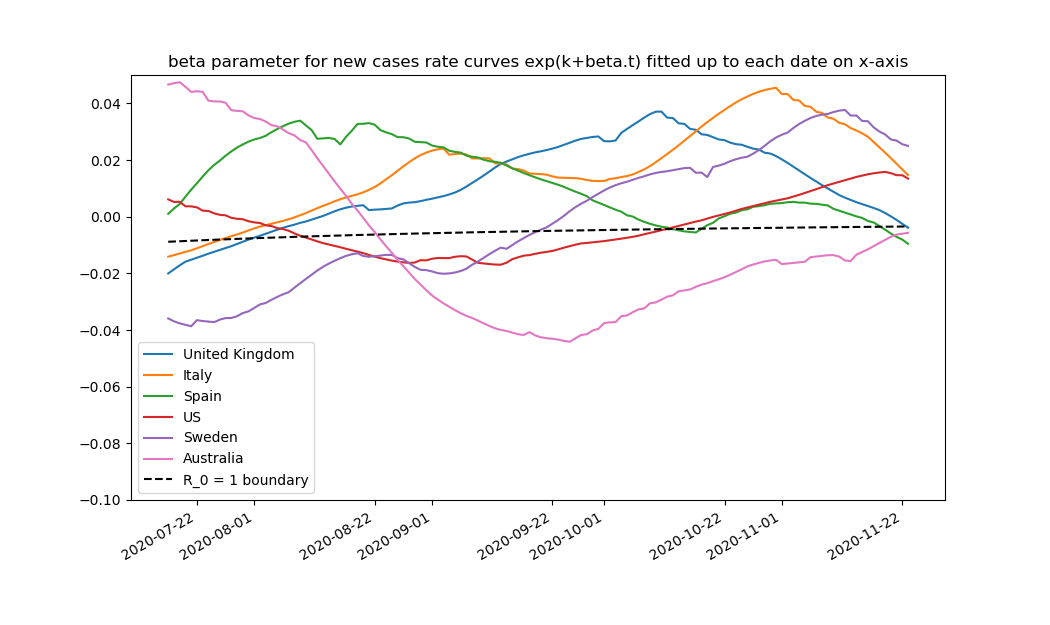 beta parameter for new cases rate curves exp(k+beta.t) fitted up to each date on x-axis
0.04
0.02
0.00
−0.02
−0.04
−0.06
−0.08
−0.10
United Kingdom
Italy
Spain
US
Sweden
Australia
R_0 = 1 boundary
2020-07-22
2020-08-01
2020-08-22
2020-09-01
2020-09-22
2020-10-01
2020-10-22
2020-11-01
2020-11-22